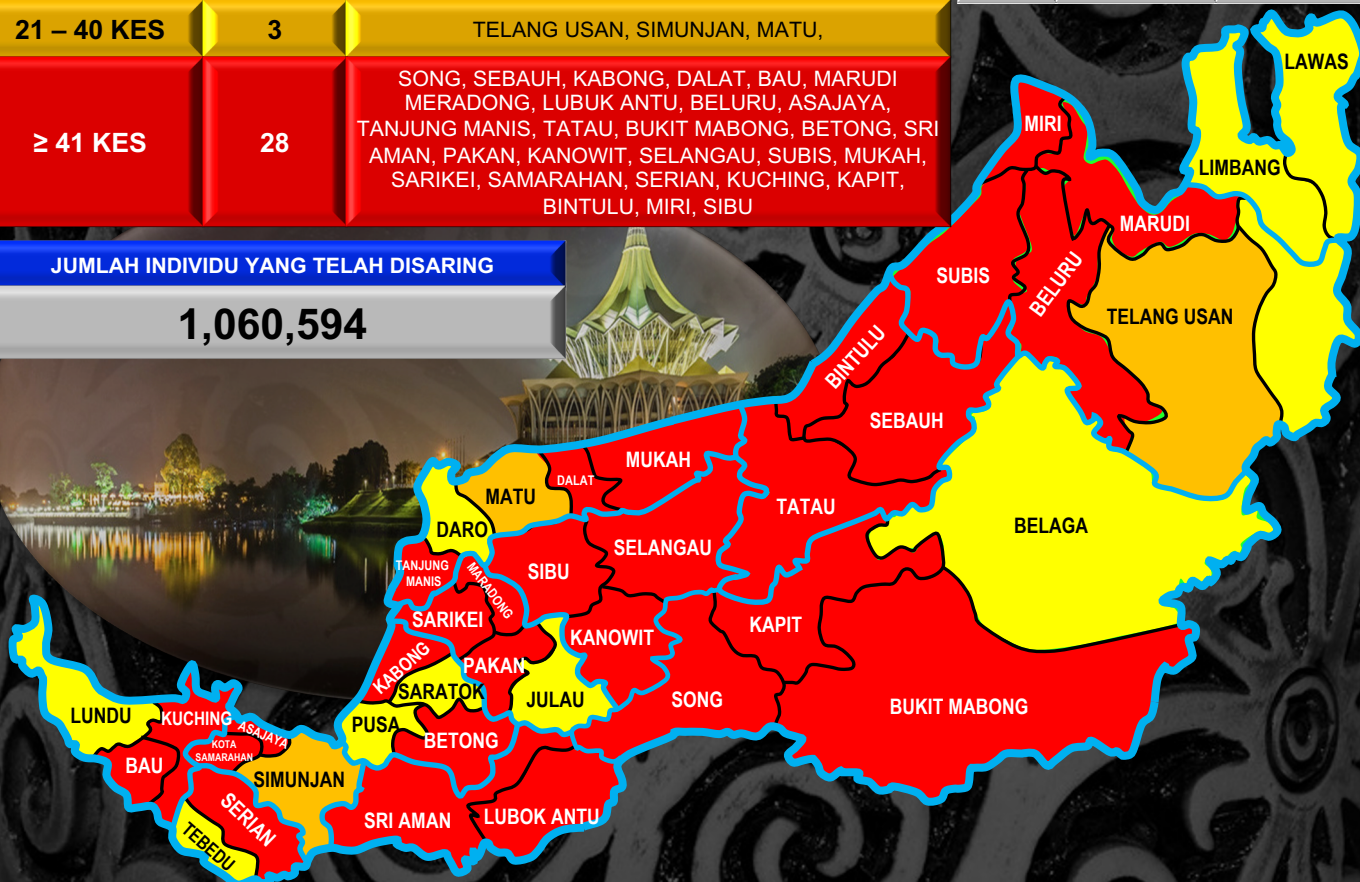 21 – 40 KES 3 TELANG USAN, SIMUNJAN, MATU,
≥ 41 KES 28
SONG, SEBAUH, KABONG, DALAT, BAU, MARUDI
MERADONG, LUBUK ANTU, BELURU, ASAJAYA,
TANJUNG MANIS, TATAU, BUKIT MABONG, BETONG, SRI
AMAN, PAKAN, KANOWIT, SELANGAU, SUBIS, MUKAH,
SARIKEI, SAMARAHAN, SERIAN, KUCHING, KAPIT,
BINTULU, MIRI, SIBU
JUMLAH INDIVIDU YANG TELAH DISARING
1,060,594
LAWAS
MIRI
LIMBANG
MARUDI
SUBIS
BELURU
TELANG USAN
BINTULU
SEBAUH
MUKAH
DALAT
MATU
TATAU
DARO
BELAGA
SELANGAU
TANJUNG
MANIS
MARADONG
SIBU
SARIKEI
KAPIT
KANOWIT
KABONG
PAKAN
SARATOK
JULAU
SONG
BUKIT MABONG
LUNDU
KUCHING
PUSA
ASAJAYA
BETONG
KOTA
SAMARAHAN
BAU
SIMUNJAN
SERIAN
SRI AMAN
LUBOK ANTU
TEBEDU